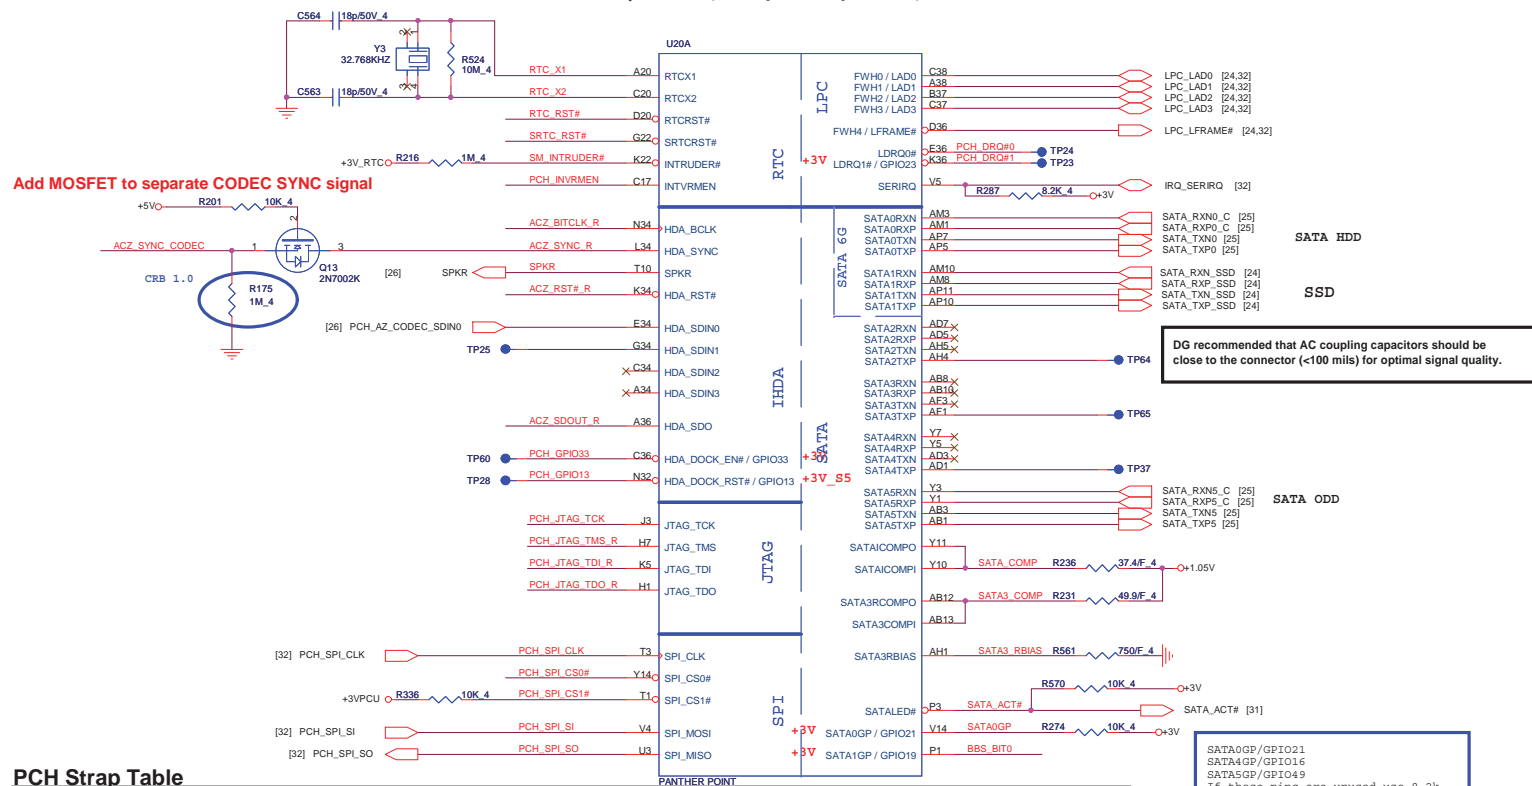 C564 18p/50V_4
Y3
32.768KHZ
2 1
3 4
R524
10M_4
C563 18p/50V_4
RTC_X1 A20 RTCX1
RTC_X2 C20 RTCX2
RTC_RST# D20 RTCRST#
SRTC_RST# G22 SRTCRST#
+3V_RTC R216 1M_4 SM_INTRUDER# K22 INTRUDER#
PCH_INVRMEN C17 INTVRMEN
Add MOSFET to separate CODEC SYNC signal
+5V R201 10K_4
2
ACZ_SYNC_CODEC 1 3
Q13
2N7002K
CRB 1.0
R175
1M_4
ACZ_BITCLK_R N34 HDA_BCLK
ACZ_SYNC_R L34 HDA_SYNC
[26] SPKR SPKR T10 SPKR
ACZ_RST#_R K34 HDA_RST#
[26] PCH_AZ_CODEC_SDIN0 E34 HDA_SDIN0
TP25 G34 HDA_SDIN1
C34 HDA_SDIN2
A34 HDA_SDIN3
ACZ_SDOUT_R A36 HDA_SDO
TP60 PCH_GPIO33 C36 HDA_DOCK_EN# / GPIO33 +3V
TP28 PCH_GPIO13 N32 HDA_DOCK_RST# / GPIO13 +3V_S5
PCH_JTAG_TCK J3 JTAG_TCK
PCH_JTAG_TMS_R H7 JTAG_TMS
PCH_JTAG_TDI_R K5 JTAG_TDI
PCH_JTAG_TDO_R H1 JTAG_TDO
[32] PCH_SPI_CLK PCH_SPI_CLK T3 SPI_CLK
PCH_SPI_CS0# Y14 SPI_CS0#
+3VPCU R336 10K_4 PCH_SPI_CS1# T1 SPI_CS1#
[32] PCH_SPI_SI PCH_SPI_SI V4 SPI_MOSI
[32] PCH_SPI_SO PCH_SPI_SO U3 SPI_MISO
U20A
RTC
LPC
IHDA
SATA 6G
SATA
JTAG
SPI
FWH0 / LAD0 C38 LPC_LAD0 [24,32]
FWH1 / LAD1 A38 LPC_LAD1 [24,32]
FWH2 / LAD2 B37 LPC_LAD2 [24,32]
FWH3 / LAD3 C37 LPC_LAD3 [24,32]
FWH4 / LFRAME# D36 LPC_LFRAME# [24,32]
LDRQ0# E36 PCH_DRQ#0 TP24
+3V LDRQ1# / GPIO23 K36 PCH_DRQ#1 TP23
SERIRQ V5 IRQ_SERIRQ [32]
R287 8.2K_4 +3V
SATA0RXN AM3 SATA_RXN0_C [25]
SATA0RXP AM1 SATA_RXP0_C [25]
SATA0TXN AP7 SATA_TXN0 [25]
SATA0TXP AP5 SATA_TXP0 [25]
SATA HDD
SATA1RXN AM10 SATA_RXN_SSD [24]
SATA1RXP AM8 SATA_RXP_SSD [24]
SATA1TXN AP11 SATA_TXN_SSD [24]
SATA1TXP AP10 SATA_TXP_SSD [24]
SSD
SATA2RXN AD7
SATA2RXP AD5
SATA2TXN AH5
SATA2TXP AH4 TP64
DG recommended that AC coupling capacitors should be
close to the connector (<100 mils) for optimal signal quality.
SATA3RXN AB8
SATA3RXP AB10
SATA3TXN AF3
SATA3TXP AF1 TP65
SATA4RXN Y7
SATA4RXP Y5
SATA4TXN AD3
SATA4TXP AD1 TP37
SATA5RXN Y3 SATA_RXN5_C [25]
SATA5RXP Y1 SATA_RXP5_C [25]
SATA5TXN AB3 SATA_TXN5 [25]
SATA5TXP AB1 SATA_TXP5 [25]
SATA ODD
SATAICOMPO Y11
SATAICOMPI Y10 SATA_COMP R236 37.4/F_4 +1.05V
SATA3RCOMPO AB12 SATA3_COMP R231 49.9/F_4
SATA3COMPI AB13
SATA3RBIAS AH1 SATA3_RBIAS R561 750/F_4
R570 10K_4 +3V
SATALED# P3 SATA_ACT# SATA_ACT# [31]
+3V SATA0GP / GPIO21 V14 SATA0GP R274 10K_4 +3V
+3V SATA1GP / GPIO19 P1 BBS_BIT0
PANTHER POINT
SATA0GP/GPIO21
SATA4GP/GPIO16
SATA5GP/GPIO49
PCH Strap Table